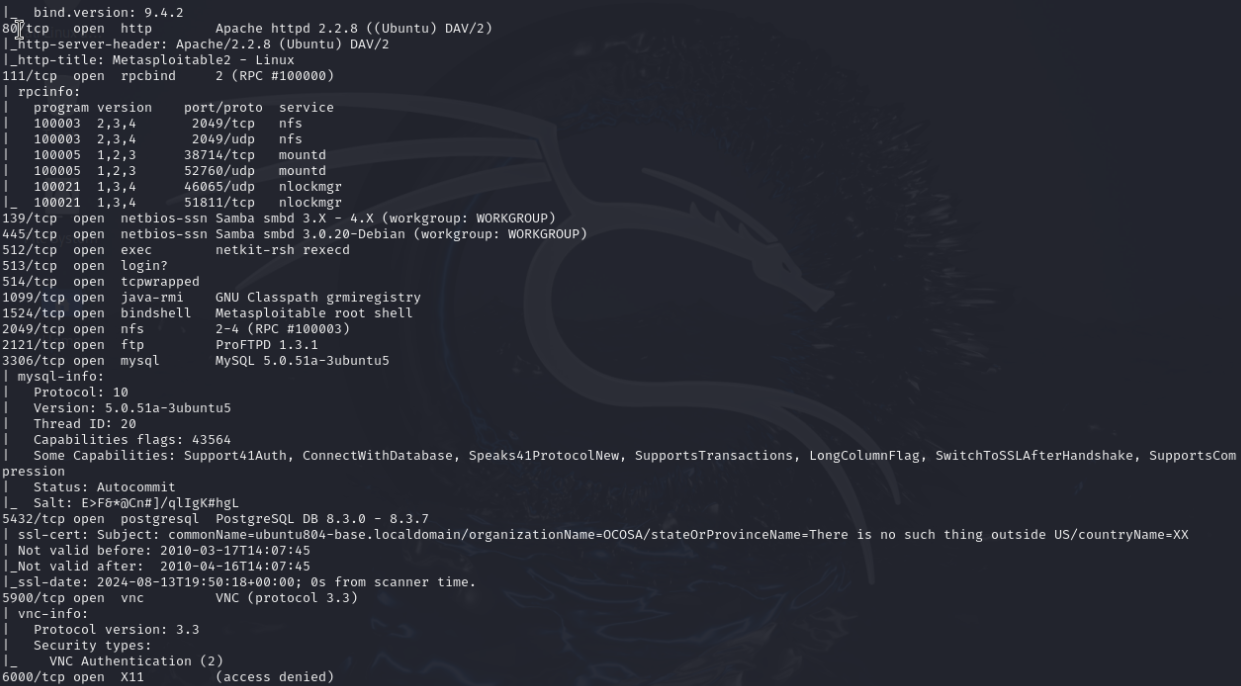 |_  bind.version: 9.4.2
80/tcp   open  http        Apache httpd 2.2.8 ((Ubuntu) DAV/2)
|_http-server-header: Apache/2.2.8 (Ubuntu) DAV/2
|_http-title: Metasploitable2 - Linux
111/tcp  open  rpcbind     2 (RPC #100000)
| rpcinfo:
|   program version    port/proto  service
|   100003  2,3,4       2049/tcp   nfs
|   100003  2,3,4       2049/udp   nfs
|   100005  1,2,3      38714/tcp   mountd
|   100005  1,2,3      52760/udp   mountd
|   100021  1,3,4      46065/udp   nlockmgr
|_  100021  1,3,4      51811/tcp   nlockmgr
139/tcp  open  netbios-ssn Samba smbd 3.X - 4.X (workgroup: WORKGROUP)
445/tcp  open  netbios-ssn Samba smbd 3.0.20-Debian (workgroup: WORKGROUP)
512/tcp  open  exec        netkit-rsh rexecd
513/tcp  open  login?
514/tcp  open  tcpwrapped
1099/tcp open  java-rmi    GNU Classpath grmiregistry
1524/tcp open  bindshell   Metasploitable root shell
2049/tcp open  nfs         2-4 (RPC #100003)
2121/tcp open  ftp         ProFTPD 1.3.1
3306/tcp open  mysql       MySQL 5.0.51a-3ubuntu5
| mysql-info:
|   Protocol: 10
|   Version: 5.0.51a-3ubuntu5
|   Thread ID: 20
|   Capabilities flags: 43564
|   Some Capabilities: Support41Auth, ConnectWithDatabase, Speaks41ProtocolNew, SupportsTransactions, LongColumnFlag, SwitchToSSLAfterHandshake, SupportsCom
pression
|   Status: Autocommit
|_  Salt: E>F&*@Cn#]/qlIgK#hgL
5432/tcp open  postgresql  PostgreSQL DB 8.3.0 - 8.3.7
| ssl-cert: Subject: commonName=ubuntu804-base.localdomain/organizationName=OCOSA/stateOrProvinceName=There is no such thing outside US/countryName=XX
| Not valid before: 2010-03-17T14:07:45
|_Not valid after:  2010-04-16T14:07:45
|_ssl-date: 2024-08-13T19:50:18+00:00; 0s from scanner time.
5900/tcp open  vnc         VNC (protocol 3.3)
| vnc-info:
|   Protocol version: 3.3
|   Security types:
|_    VNC Authentication (2)
6000/tcp open  X11         (access denied)